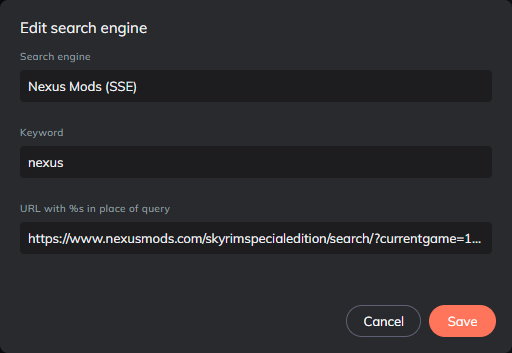 Edit search engine
Search engine
Nexus Mods (SSE)
Keyword
nexus
URL with %s in place of query
https://www.nexusmods.com/skyrimspecialedition/search/?currentgame=1...
Cancel
Save